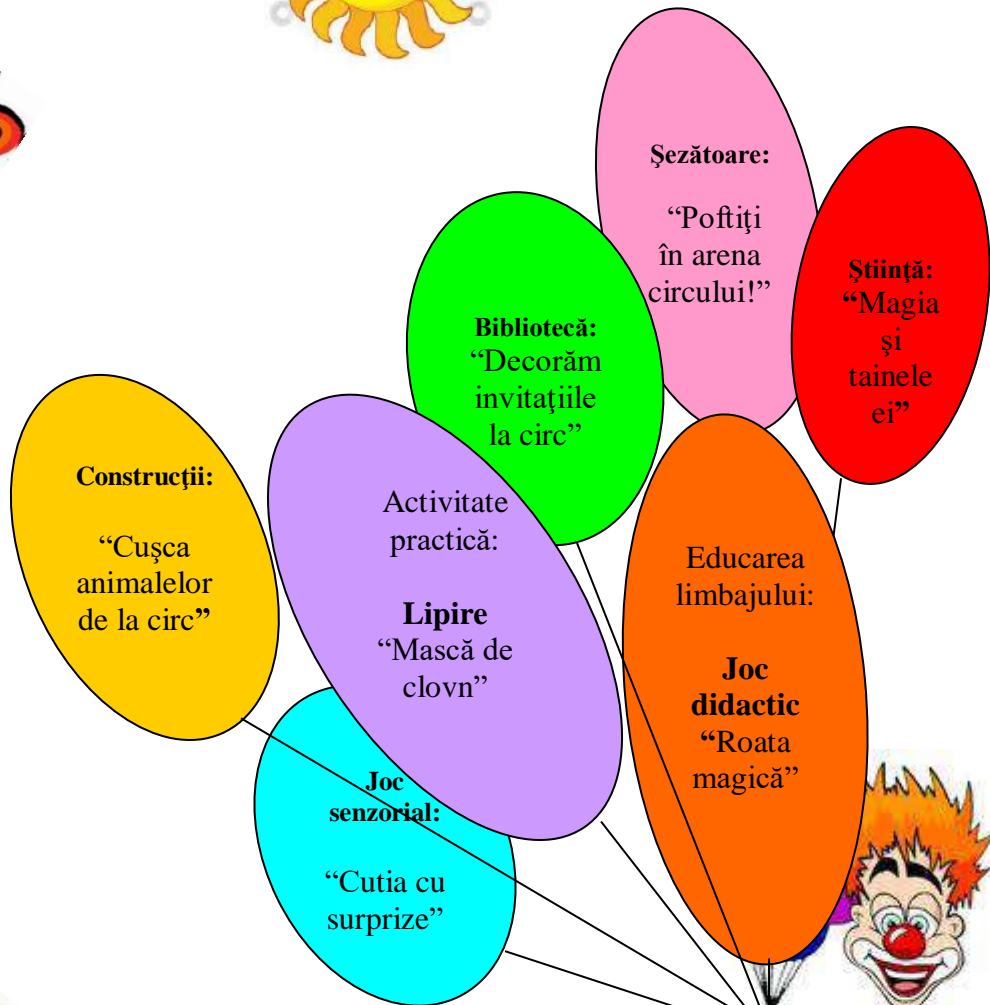 Şezătoare:
“Poftiţi
în arena
circului!”
Ştiinţă:
“Magia
şi
tainele
ei”
Bibliotecă:
“Decorăm
invitaţiile
la circ”
Construcţii:
“Cuşca
animalelor
de la circ”
Activitate
practică:
Lipire
“Mască de
clovn”
Educarea
limbajului:
Joc
didactic
“Roata
magică”
Joc
senzorial:
“Cutia cu
surprize”